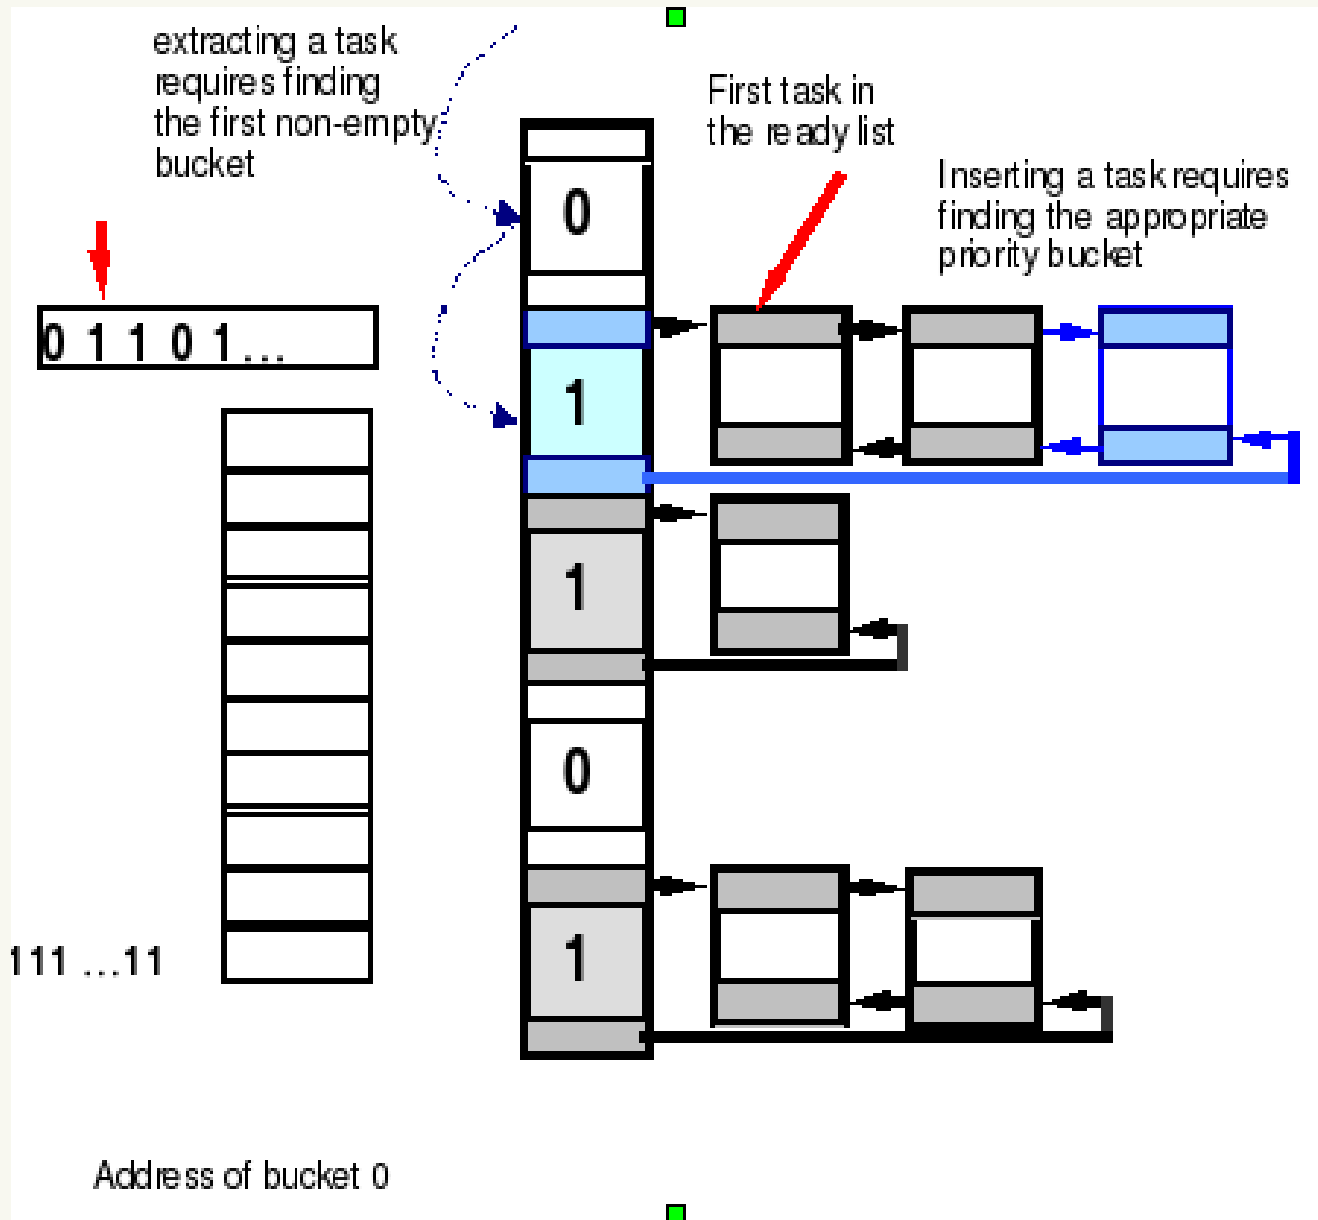 extracting a task
requires finding
the first non-empty
bucket
First task in
the ready list
Inserting a task requires
finding the appropriate
priority bucket
0 1 1 0 1...
0
1
1
0
1
111 ...11
Address of bucket 0